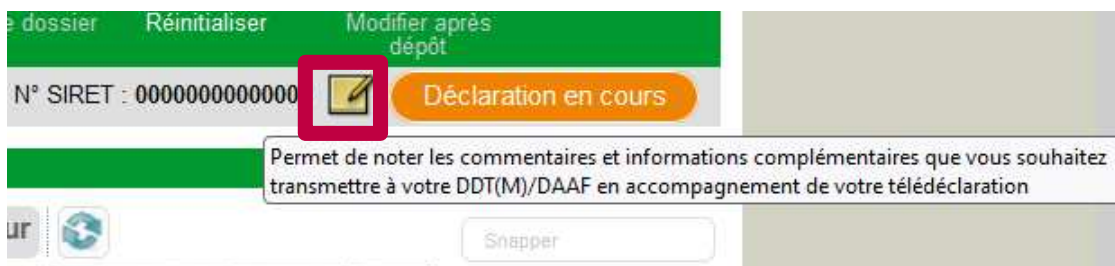 e dossier Réinitialiser Modifier après
dépôt
N° SIRET : 0000000000000 Déclaration en cours
Permet de noter les commentaires et informations complémentaires que vous souhaitez
transmettre à votre DDT(M)/DAAF en accompagnement de votre télédéclaration
ur Snapper